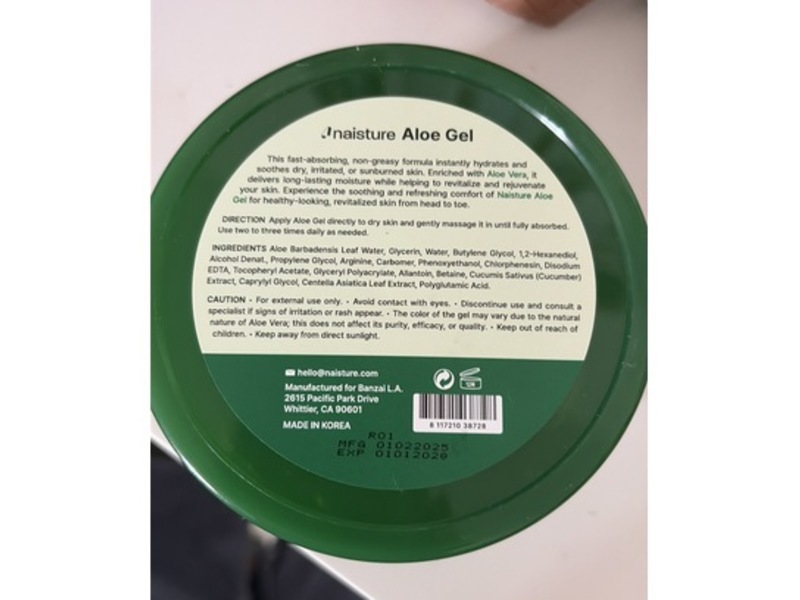 naisture Aloe Gel
This fast-absorbing, non-greasy formula instantly hydrates and
soothes dry, irritated, or sunburned skin. Enriched with Aloe Vera, it
delivers long-lasting moisture while helping to revitalize and rejuvenate
your skin. Experience the soothing and refreshing comfort of Naisture Aloe
Gel for healthy-looking, revitalized skin from head to toe.
DIRECTION Apply Aloe Gel directly to dry skin and gently massage it in until fully absorbed.
Use two to three times daily as needed.
INGREDIENTS Aloe Barbadensis Leaf Water, Glycerin, Water, Butylene Glycol, 1,2-Hexanediol,
Alcohol Denat., Propylene Glycol, Arginine, Carbomer, Phenoxyethanol, Chlorphenesin, Disodium
EDTA, Tocopheryl Acetate, Glyceryl Polyacrylate, Allantoin, Betaine, Cucumis Sativus (Cucumber)
Extract, Caprylyl Glycol, Centella Asiatica Leaf Extract, Polyglutamic Acid.
CAUTION • For external use only. • Avoid contact with eyes. • Discontinue use and consult a
specialist if signs of irritation or rash appear. • The color of the gel may vary due to the natural
nature of Aloe Vera; this does not affect its purity, efficacy, or quality. • Keep out of reach of
children. • Keep away from direct sunlight.
hello@naisture.com
Manufactured for Banzai L.A.
2615 Pacific Park Drive
Whittier, CA 90601
MADE IN KOREA
12M
8 117210 38728
R01
MFG 01022025
EXP 01012028